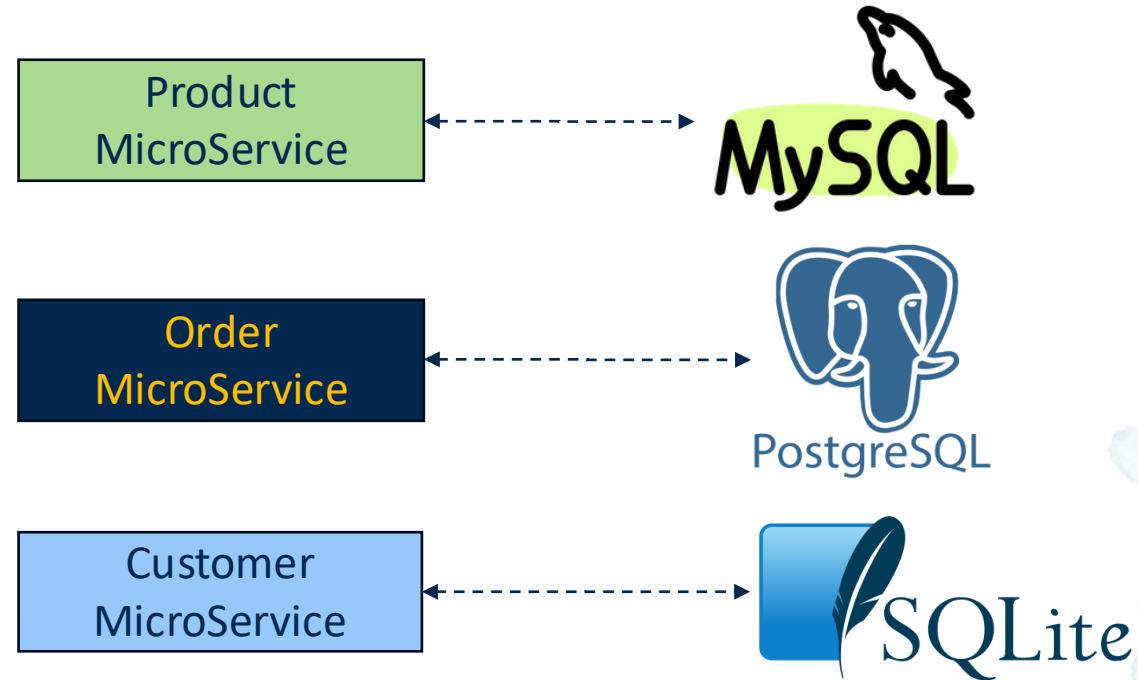 Product
MicroService
MySQL
Order
MicroService
PostgreSQL
Customer
MicroService
SQLite